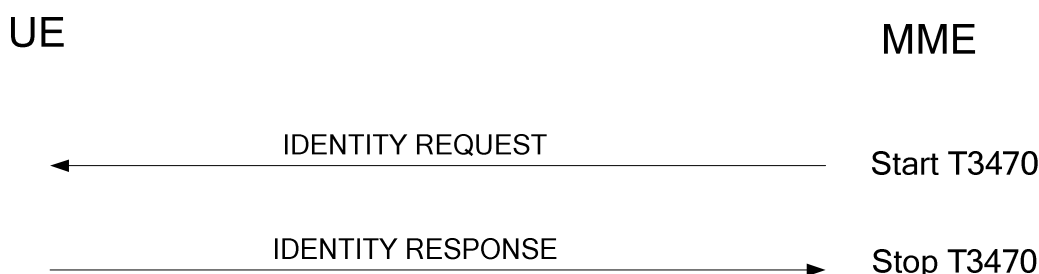 UE
MME
IDENTITY REQUEST
Start T3470
IDENTITY RESPONSE
Stop T3470